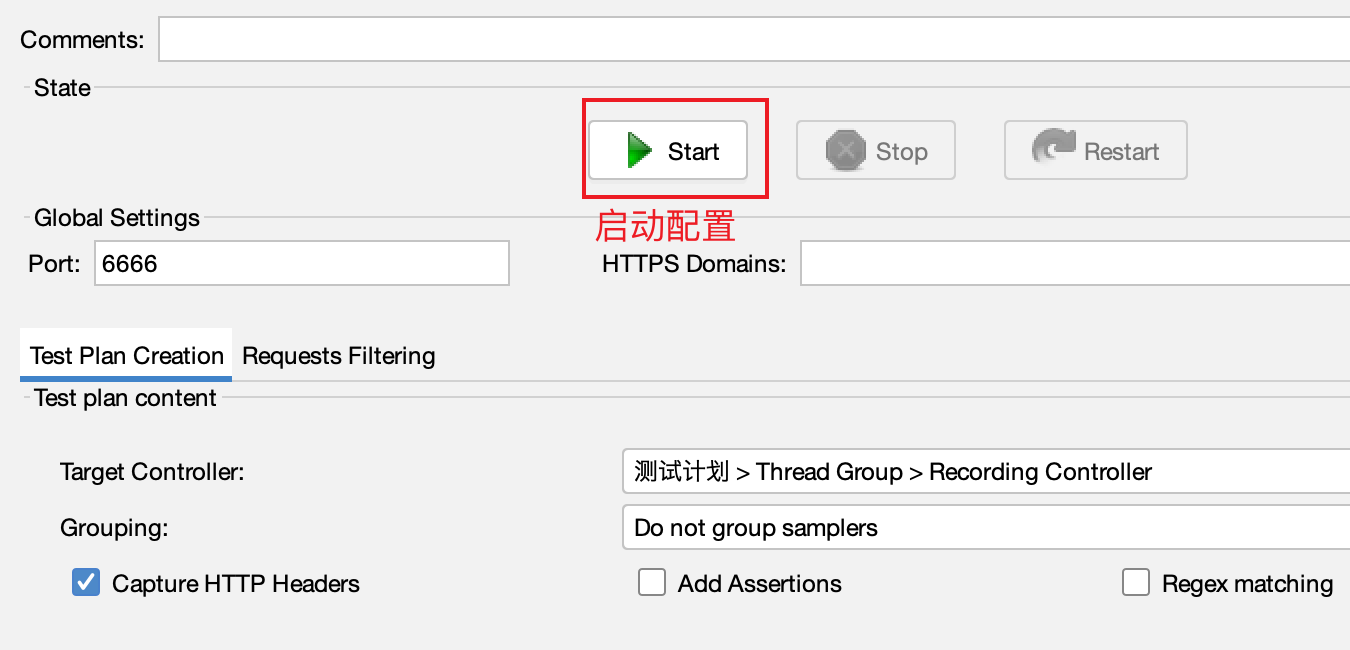 Comments:
State
Start Stop Restart
启动配置
Global Settings
Port: 6666 HTTPS Domains:
Test Plan Creation Requests Filtering
Test plan content
Target Controller: 测试计划 > Thread Group > Recording Controller
Grouping: Do not group samplers
Capture HTTP Headers Add Assertions Regex matching